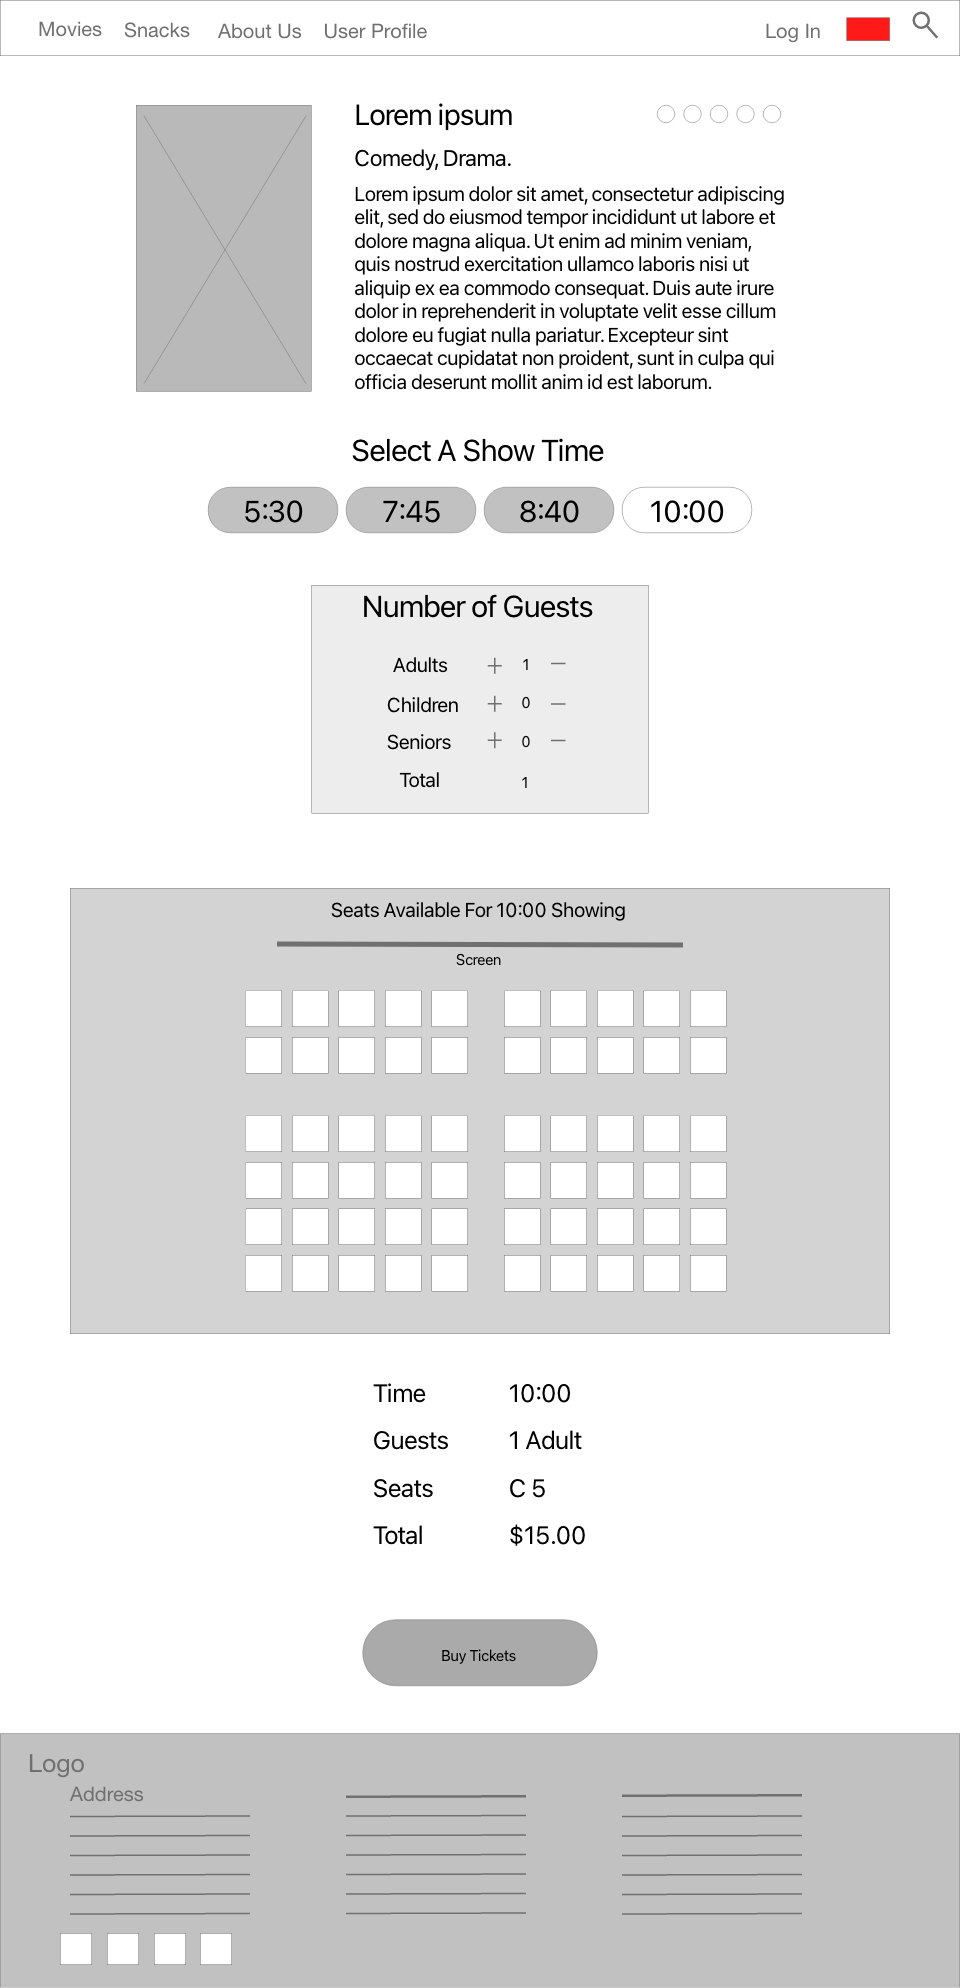 Movies Snacks About Us User Profile Log In
Lorem ipsum
Comedy, Drama.
Lorem ipsum dolor sit amet, consectetur adipiscing
elit, sed do eiusmod tempor incididunt ut labore et
dolore magna aliqua. Ut enim ad minim veniam,
quis nostrud exercitation ullamco laboris nisi ut
aliquip ex ea commodo consequat. Duis aute irure
dolor in reprehenderit in voluptate velit esse cillum
dolore eu fugiat nulla pariatur. Excepteur sint
occaecat cupidatat non proident, sunt in culpa qui
officia deserunt mollit anim id est laborum.
Select A Show Time
5:30 7:45 8:40 10:00
Number of Guests
Adults + 1 −
Children + 0 −
Seniors + 0 −
Total 1
Seats Available For 10:00 Showing
Screen
Time 10:00
Guests 1 Adult
Seats C 5
Total $15.00
Buy Tickets
Logo
Address